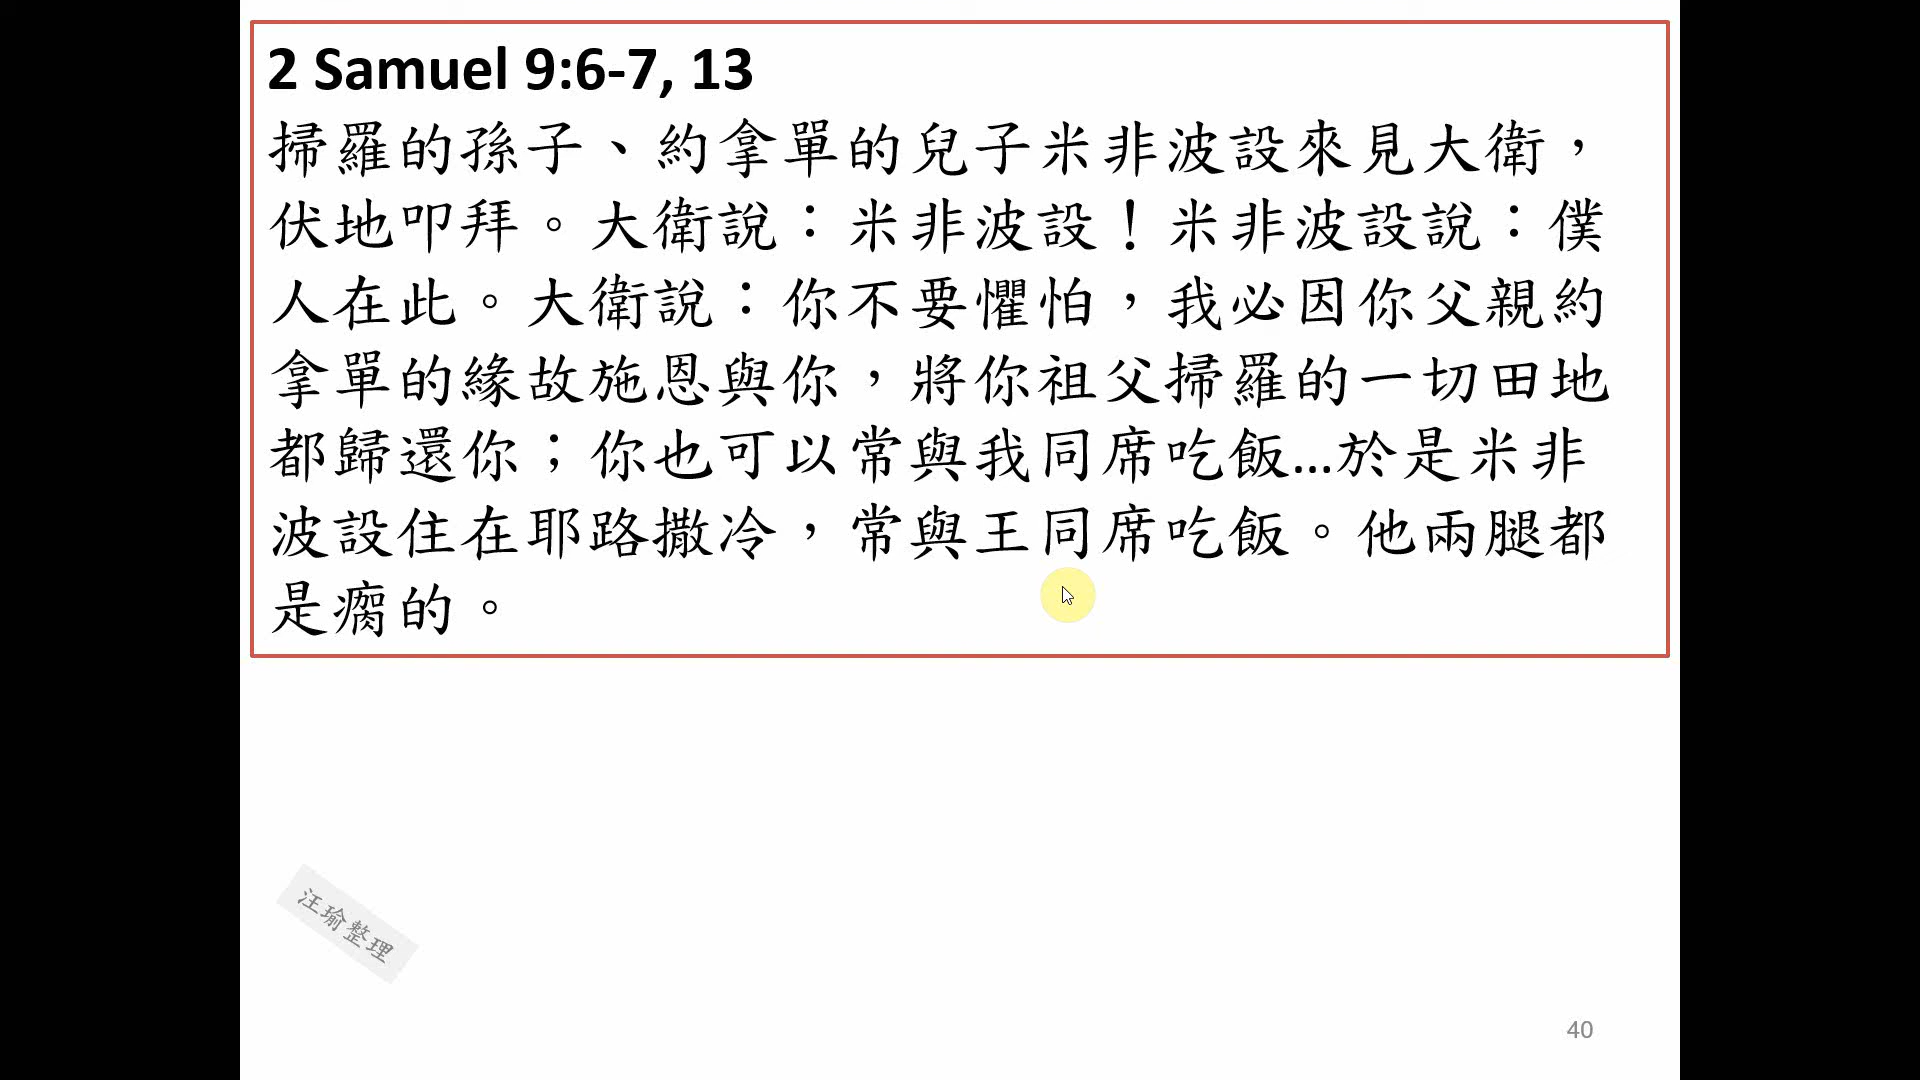 2 Samuel 9:6-7, 13
掃羅的孫子、約拿單的兒子米非波設來見大衛，
伏地叩拜。大衛說：米非波設！米非波設說：僕
人在此。大衛說：你不要懼怕，我必因你父親約
拿單的緣故施恩與你，將你祖父掃羅的一切田地
都歸還你；你也可以常與我同席吃飯…於是米非
波設住在耶路撒冷，常與王同席吃飯。他兩腿都
是瘸的。
汪瑜整理
40